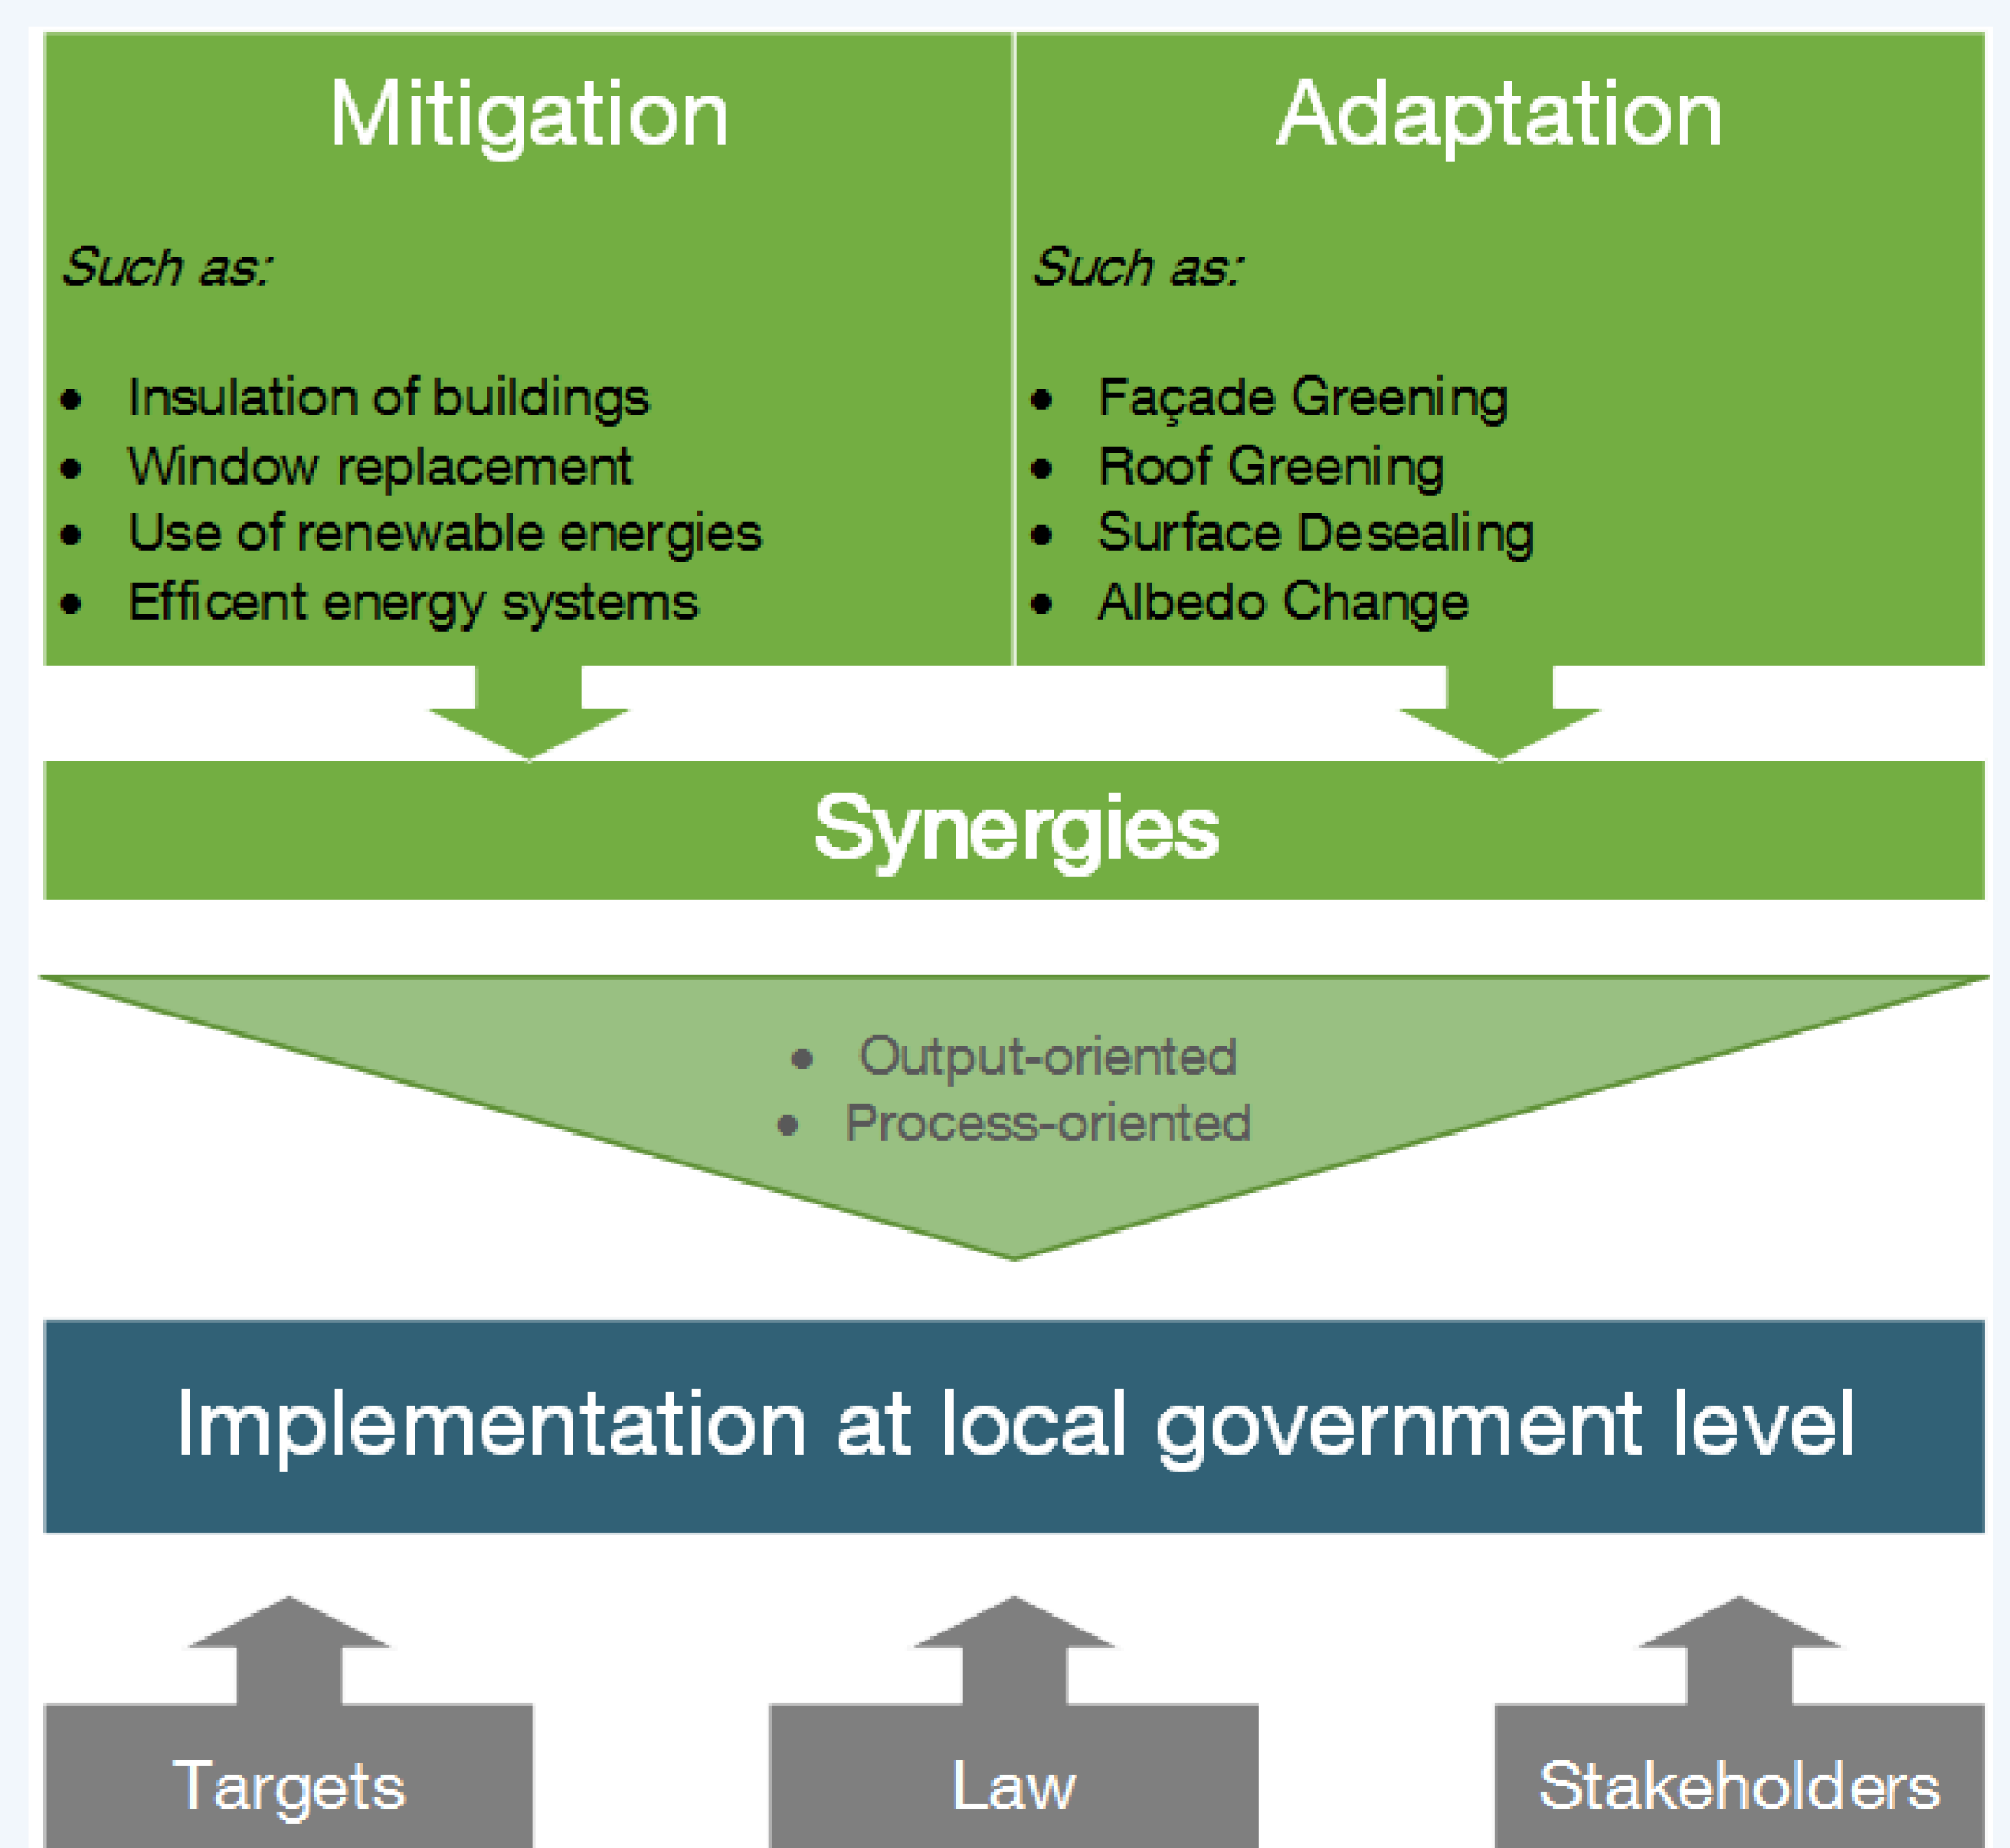 Mitigation
Such as:
• Insulation of buildings
• Window replacement
• Use of renewable energies
• Efficent energy systems
Adaptation
Such as:
• Façade Greening
• Roof Greening
• Surface Desealing
• Albedo Change
Synergies
• Output-oriented
• Process-oriented
Implementation at local government level
Targets
Law
Stakeholders